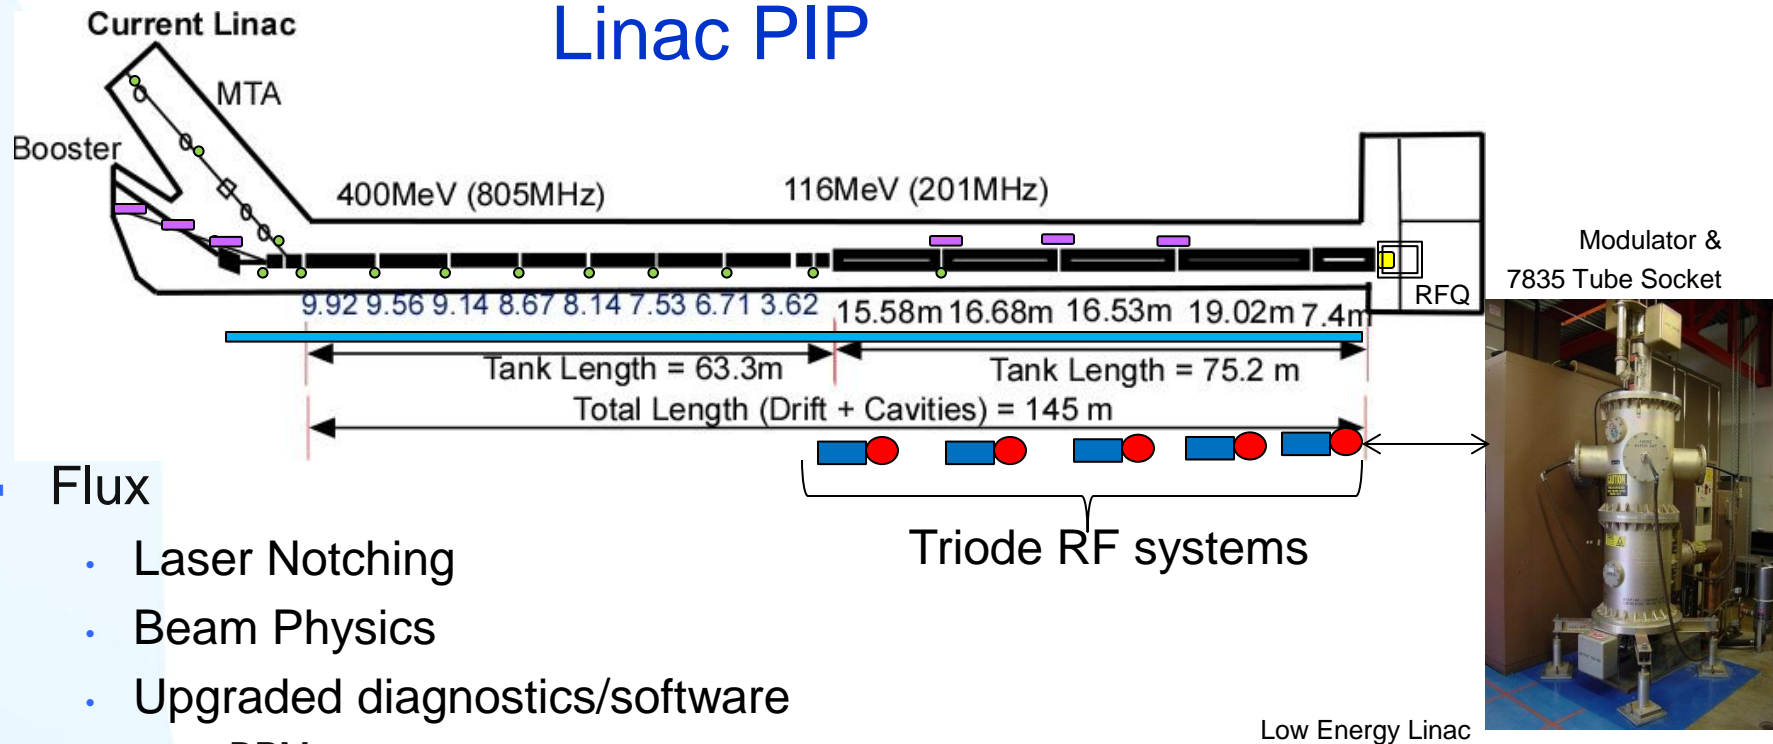 Linac PIP
Current Linac
MTA
Booster
400MeV (805MHz)
116MeV (201MHz)
Modulator &
7835 Tube Socket
RFQ
9.92 9.56 9.14 8.67 8.14 7.53 6.71 3.62
15.58m 16.68m 16.53m 19.02m 7.4m
Tank Length = 63.3m
Tank Length = 75.2 m
Total Length (Drift + Cavities) = 145 m
Triode RF systems
Flux
Laser Notching
Beam Physics
Upgraded diagnostics/software
Low Energy Linac
CAUTION